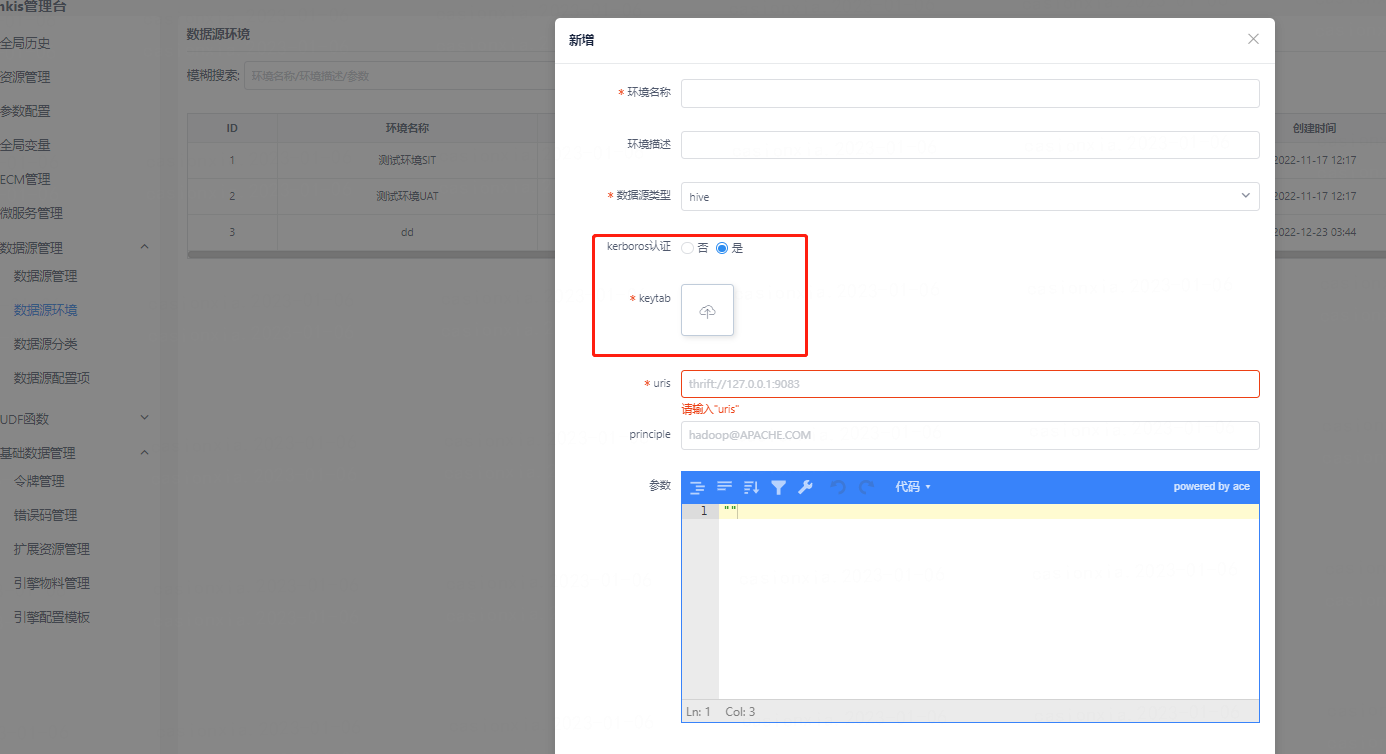 nkis管理台
全局历史
资源管理
参数配置
全局变量
ECM管理
微服务管理
数据源管理
数据源管理
数据源环境
数据源分类
数据源配置项
UDF函数
基础数据管理
令牌管理
错误码管理
扩展资源管理
引擎物料管理
引擎配置模板
数据源环境
模糊搜索: 环境名称/环境描述/参数
ID 环境名称 创建时间
1 测试环境SIT 2022-11-17 12:17
2 测试环境UAT 2022-11-17 12:17
3 dd 2022-12-23 03:44
新增
* 环境名称
环境描述
* 数据源类型 hive
kerboros认证 否 是
* keytab
* uris thrift://127.0.0.1:9083
请输入"uris"
principle hadoop@APACHE.COM
参数 代码 powered by ace
1 ""
Ln: 1 Col: 3